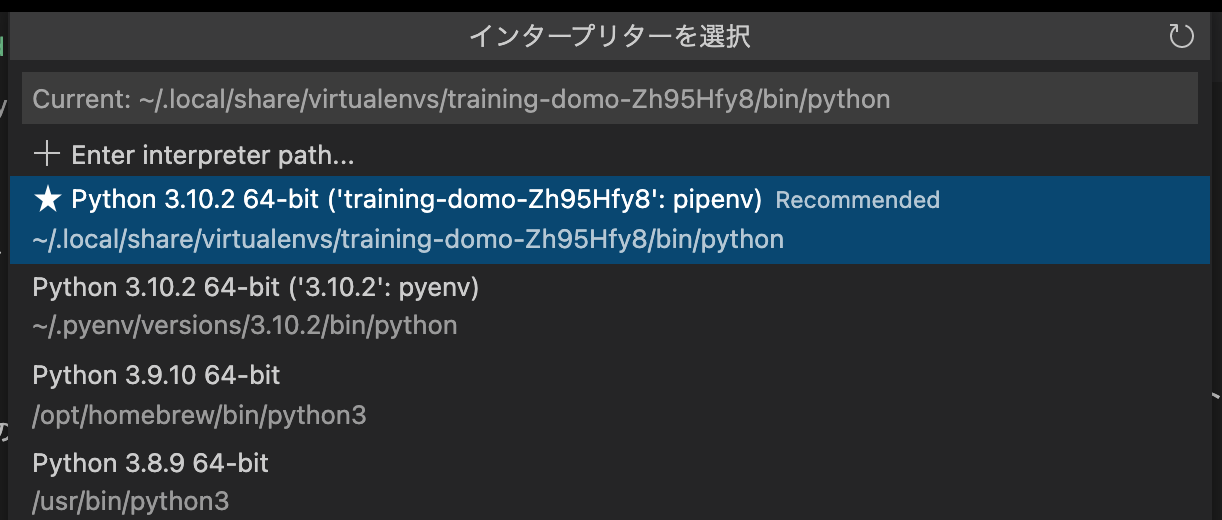 インタープリターを選択
Current: ~/.local/share/virtualenvs/training-domo-Zh95Hfy8/bin/python
Enter interpreter path...
Python 3.10.2 64-bit ('training-domo-Zh95Hfy8': pipenv) Recommended
~/.local/share/virtualenvs/training-domo-Zh95Hfy8/bin/python
Python 3.10.2 64-bit ('3.10.2': pyenv)
~/.pyenv/versions/3.10.2/bin/python
Python 3.9.10 64-bit
/opt/homebrew/bin/python3
Python 3.8.9 64-bit
/usr/bin/python3